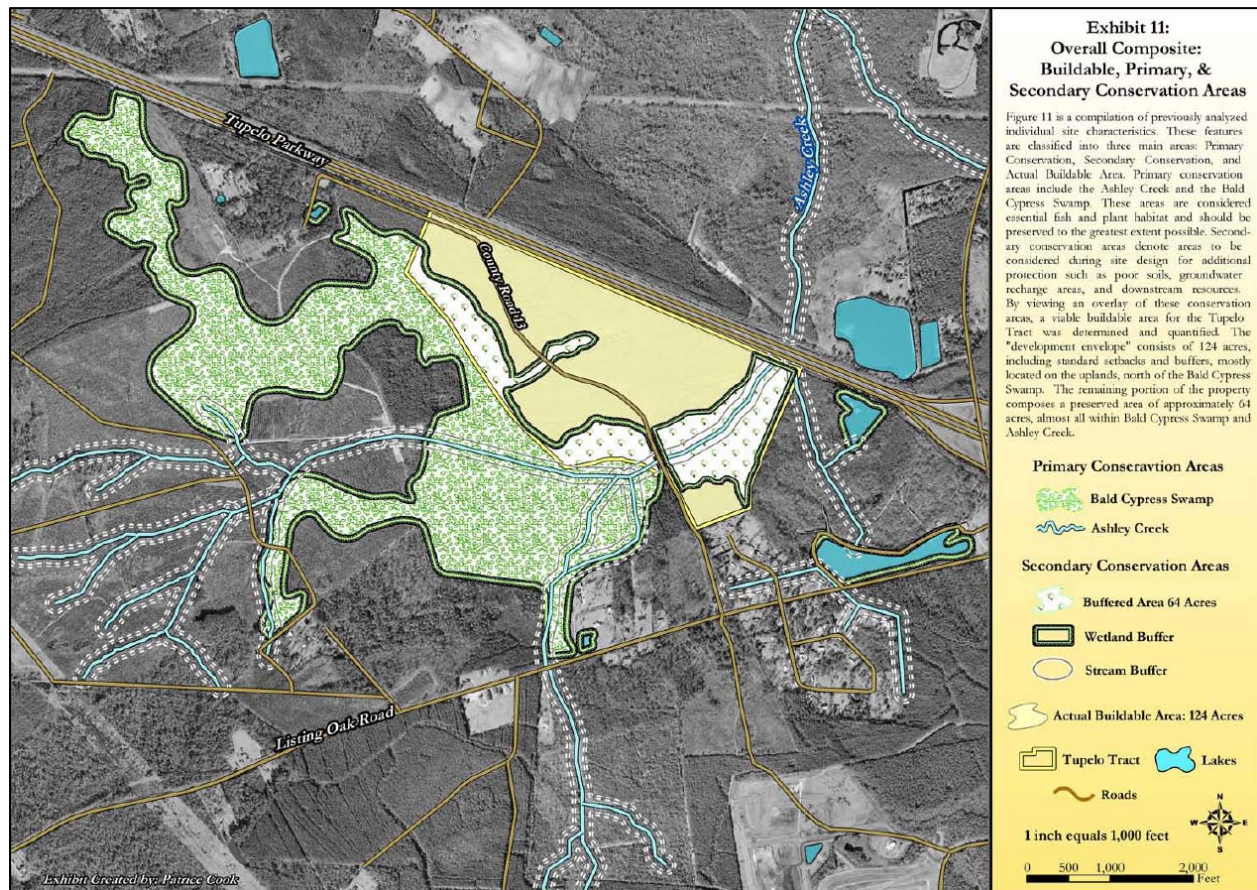 Exhibit 11:
Overall Composite:
Buildable, Primary, &
Secondary Conservation Areas
Figure 11 is a compilation of previously analyzed
individual site characteristics. These features
are classified into three main areas: Primary
Conservation, Secondary Conservation, and
Actual Buildable Area. Primary conservation
areas include the Ashley Creek and the Bald
Cypress Swamp. These areas are considered
essential fish and plant habitat and should be
preserved to the greatest extent possible. Second-
ary conservation areas denote areas to be
considered during site design for additional
protection such as poor soils, groundwater
recharge areas, and downstream resources.
By viewing an overlay of these conservation
areas, a viable buildable area for the Tupelo
Tract was determined and quantified. The
"development envelope" consists of 124 acres,
including standard setbacks and buffers, mostly
located on the uplands, north of the Bald Cypress
Swamp. The remaining portion of the property
composes a preserved area of approximately 64
acres, almost all within Bald Cypress Swamp and
Ashley Creek.
Primary Conseravtion Areas
Bald Cypress Swamp
Ashley Creek
Secondary Conservation Areas
Buffered Area 64 Acres
Wetland Buffer
Stream Buffer
Actual Buildable Area: 124 Acres
Tupelo Tract
Lakes
Roads
1 inch equals 1,000 feet
N
W E
S
0 500 1,000 2,000
Feet
Tupelo Parkway
Ashley Creek
County Road 43
Listing Oak Road
Exhibit Created by: Patrice Cook